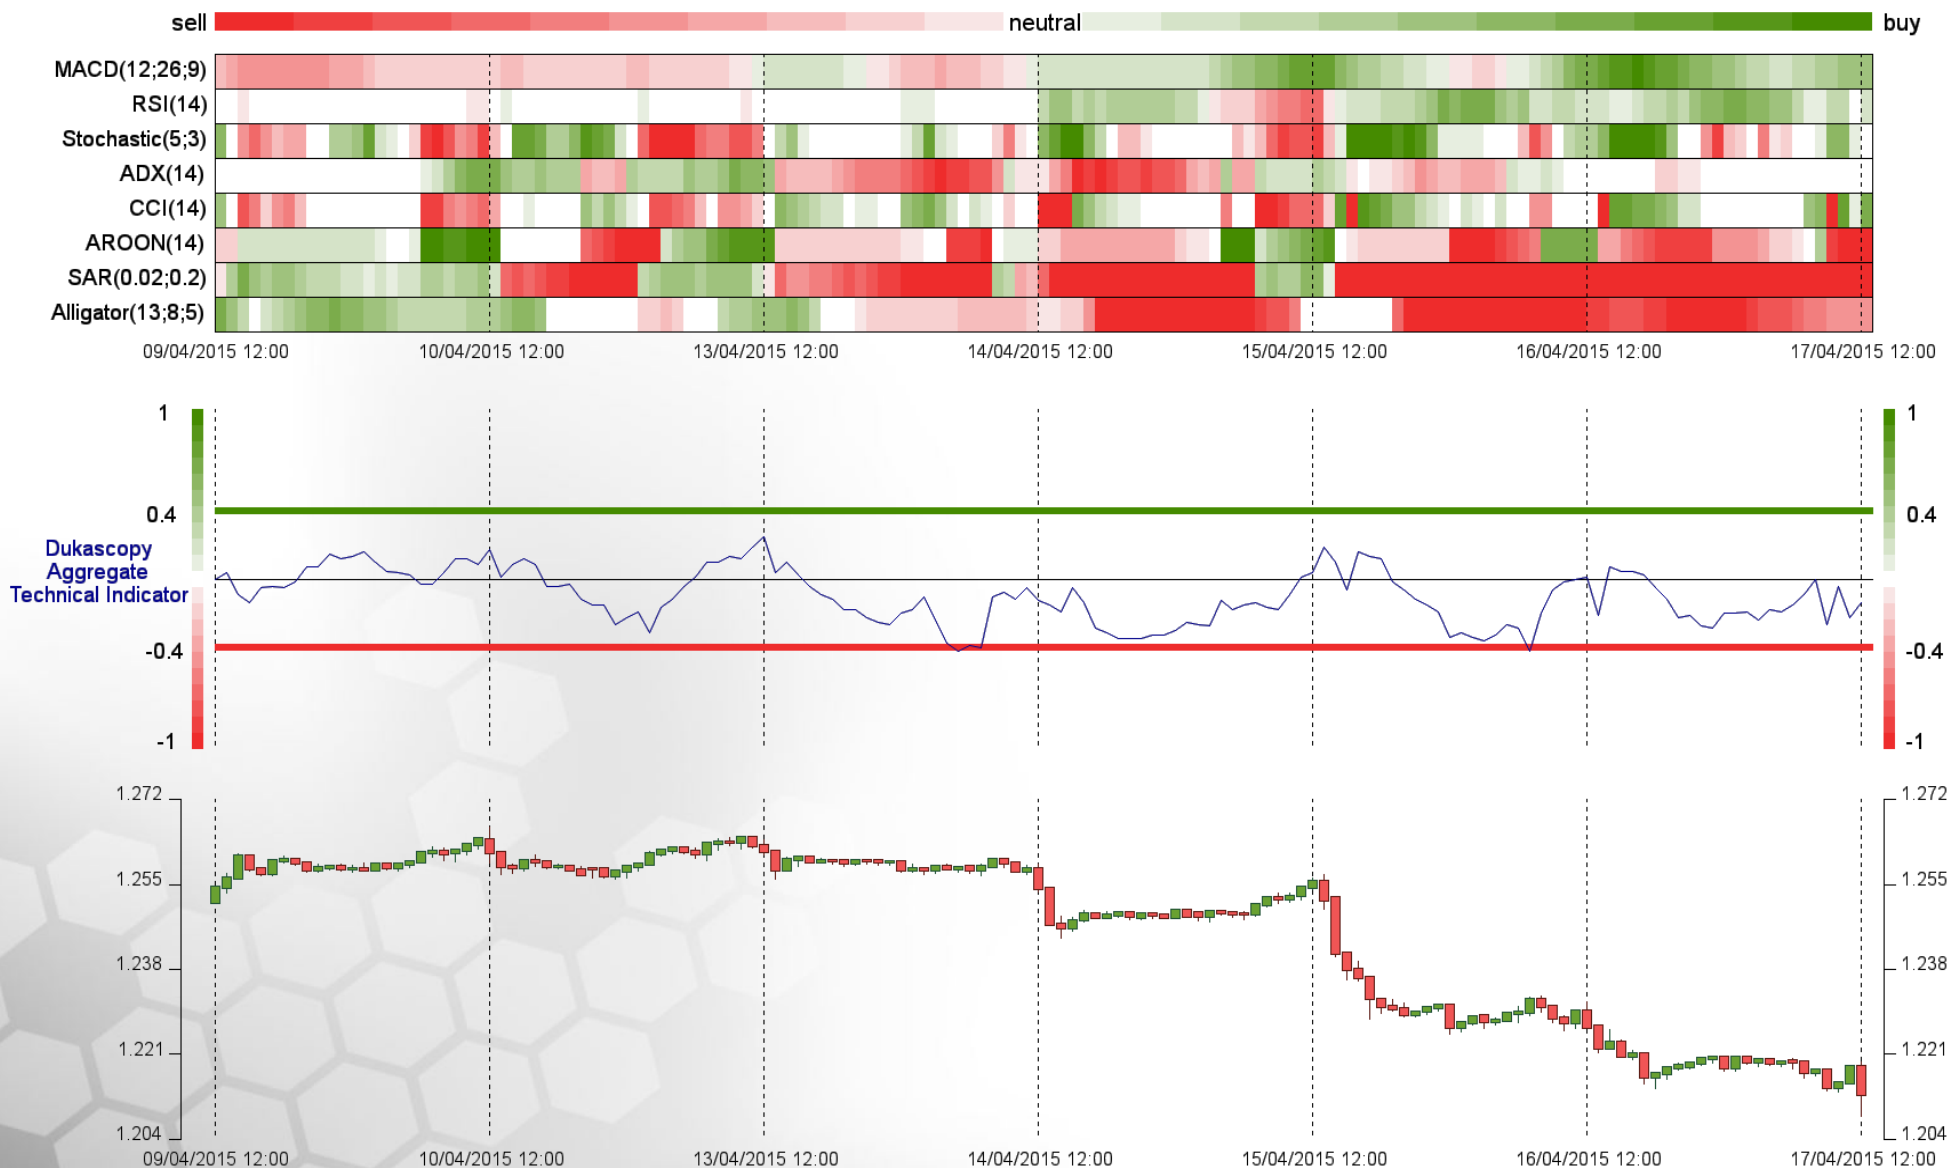 sell neutral buy
MACD(12;26;9)
RSI(14)
Stochastic(5;3)
ADX(14)
CCI(14)
AROON(14)
SAR(0.02;0.2)
Alligator(13;8;5)
09/04/2015 12:00 10/04/2015 12:00 13/04/2015 12:00 14/04/2015 12:00 15/04/2015 12:00 16/04/2015 12:00 17/04/2015 12:00
1 1
0.4 0.4
Dukascopy
Aggregate
Technical Indicator
-0.4 -0.4
-1 -1
1.272 1.272
1.255 1.255
1.238 1.238
1.221 1.221
1.204 1.204
09/04/2015 12:00 10/04/2015 12:00 13/04/2015 12:00 14/04/2015 12:00 15/04/2015 12:00 16/04/2015 12:00 17/04/2015 12:00